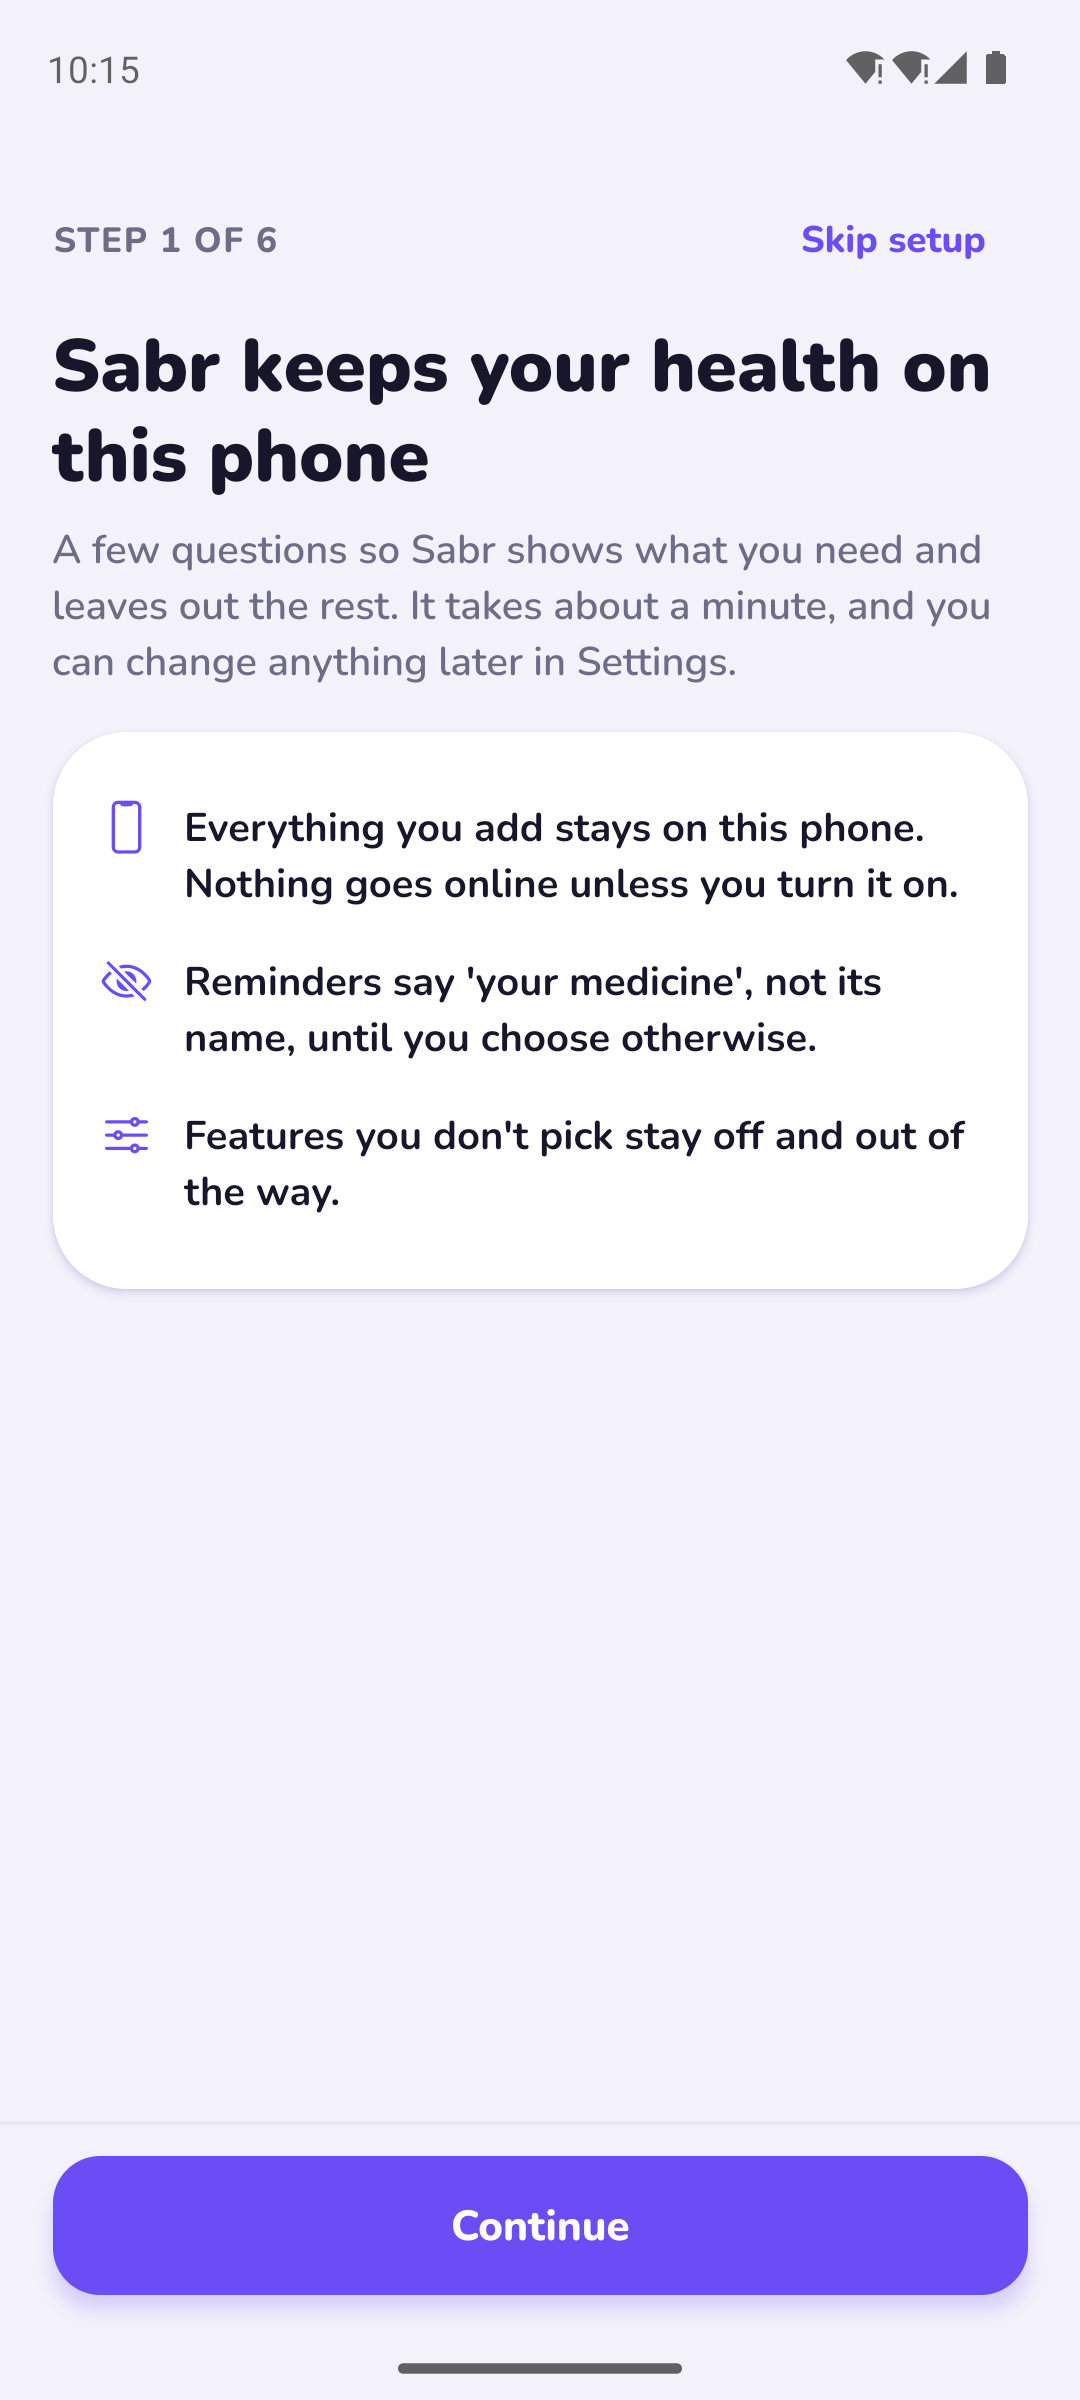 10:15
STEP 1 OF 6
Skip setup
Sabr keeps your health on
this phone
A few questions so Sabr shows what you need and
leaves out the rest. It takes about a minute, and you
can change anything later in Settings.
Everything you add stays on this phone.
Nothing goes online unless you turn it on.
Reminders say 'your medicine', not its
name, until you choose otherwise.
Features you don't pick stay off and out of
the way.
Continue